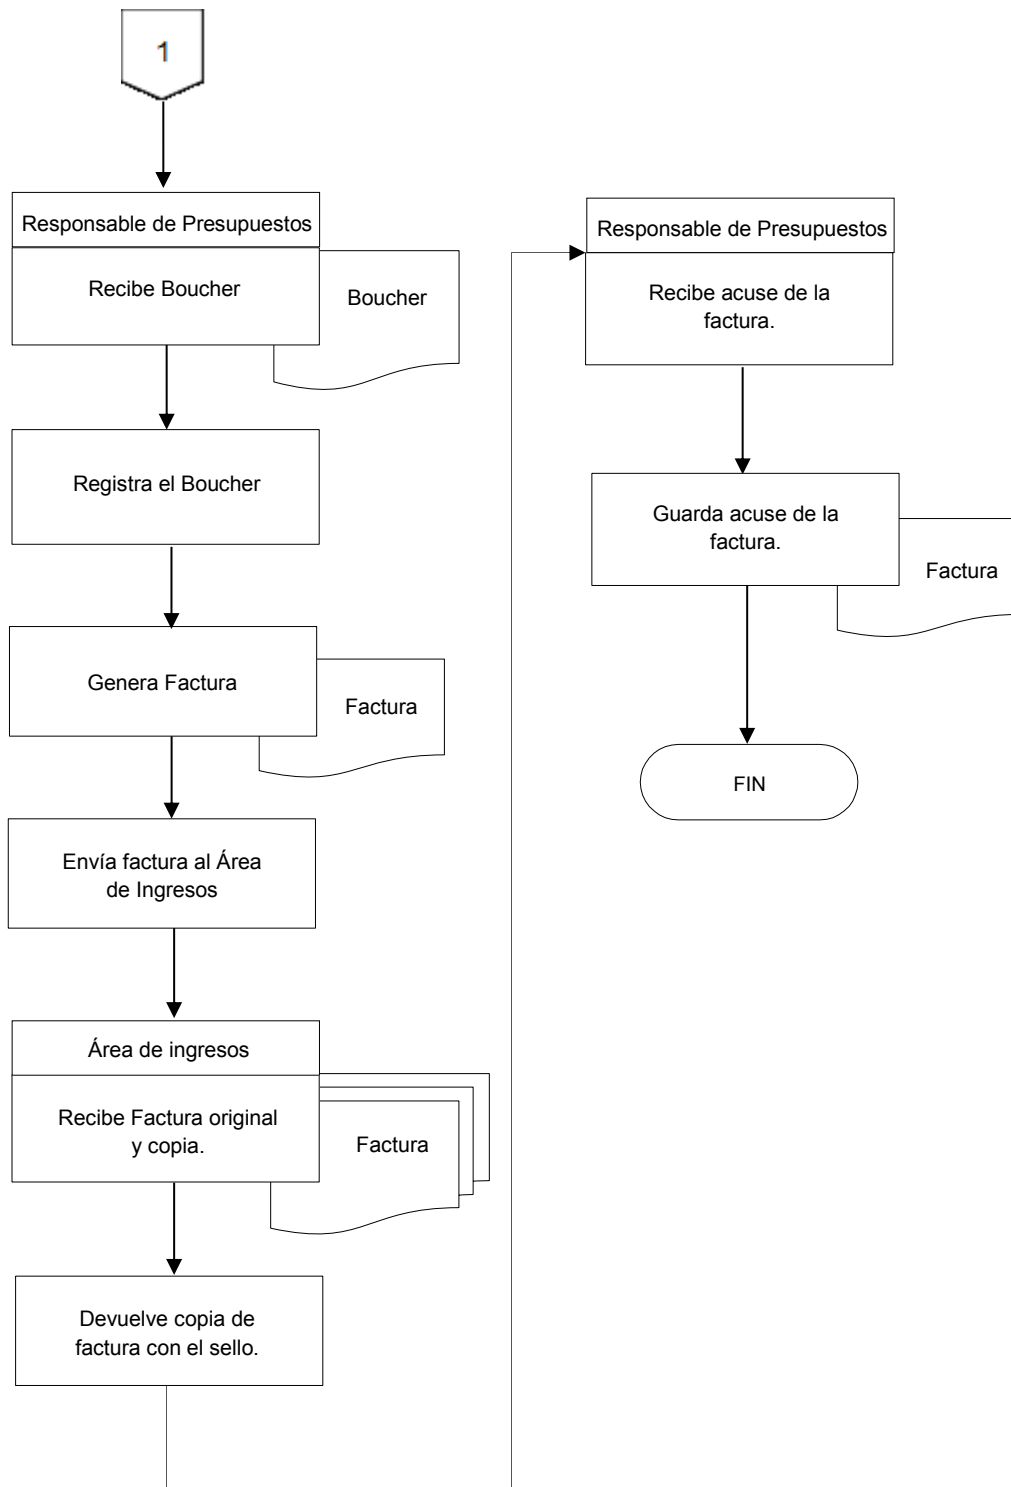 1
Responsable de Presupuestos
Recibe Boucher
Boucher
Registra el Boucher
Genera Factura
Factura
Envía factura al Área
de Ingresos
Área de ingresos
Recibe Factura original
y copia.
Factura
Devuelve copia de
factura con el sello.
Responsable de Presupuestos
Recibe acuse de la
factura.
Guarda acuse de la
factura.
Factura
FIN